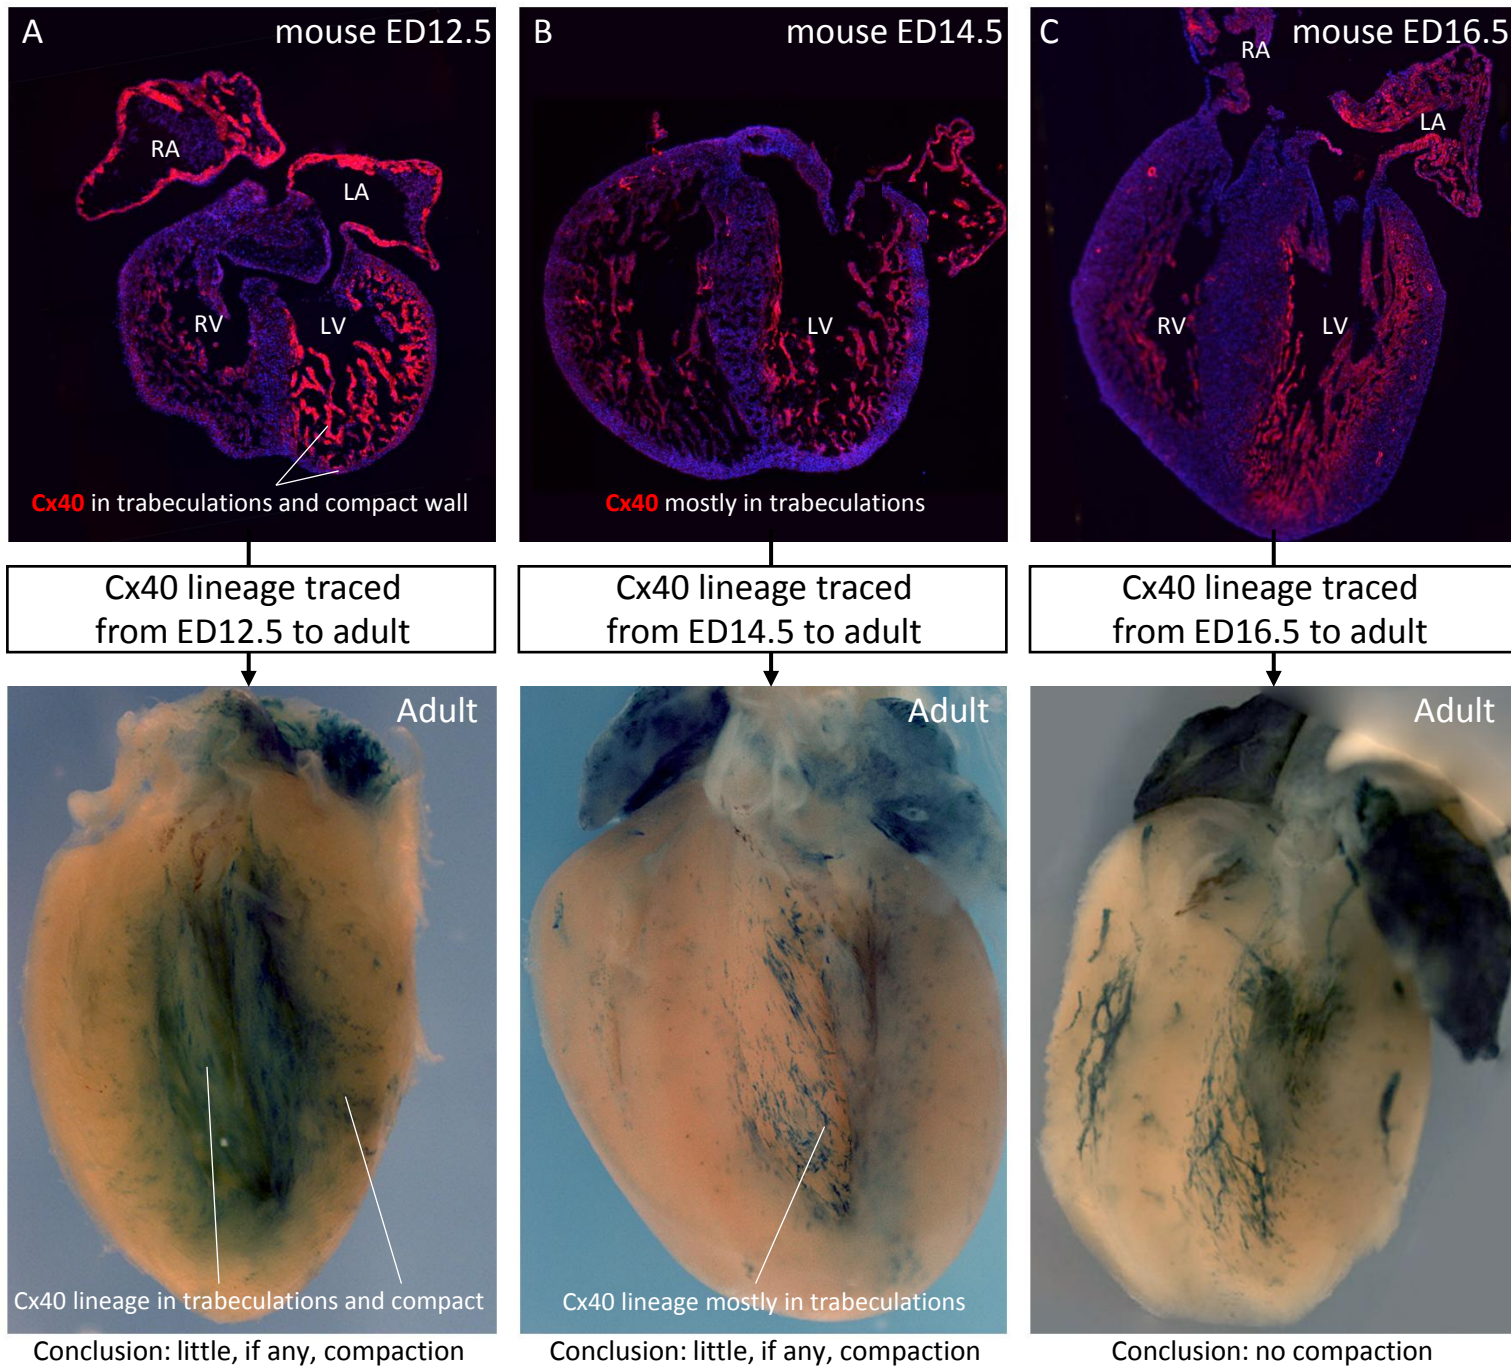 A mouse ED12.5
RA
LA
RV
LV
Cx40 in trabeculations and compact wall
B mouse ED14.5
LV
Cx40 mostly in trabeculations
C mouse ED16.5
RA
LA
RV
LV
Cx40 lineage traced
from ED12.5 to adult
Cx40 lineage traced
from ED14.5 to adult
Cx40 lineage traced
from ED16.5 to adult
Adult
Cx40 lineage in trabeculations and compact
Conclusion: little, if any, compaction
Adult
Cx40 lineage mostly in trabeculations
Conclusion: little, if any, compaction
Adult
Conclusion: no compaction